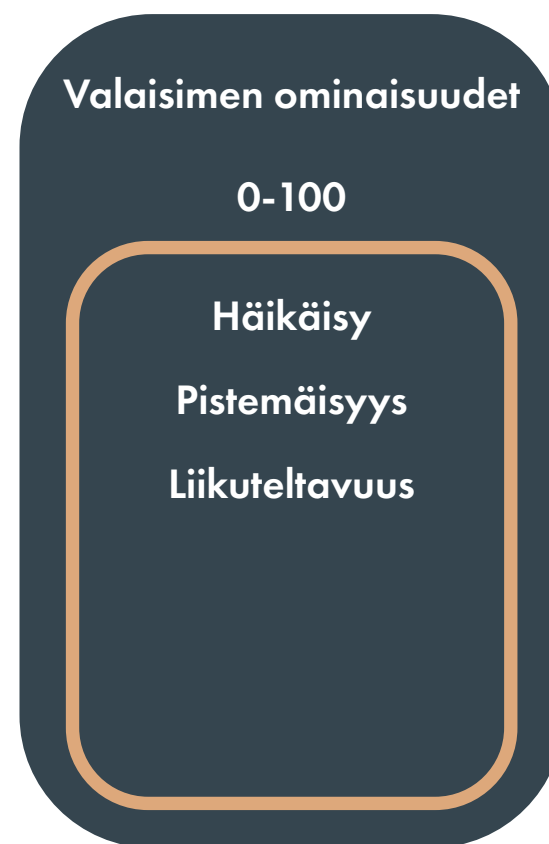 Valaisimen ominaisuudet
0-100
Häikäisy
Pistemäisyys
Liikuteltavuus